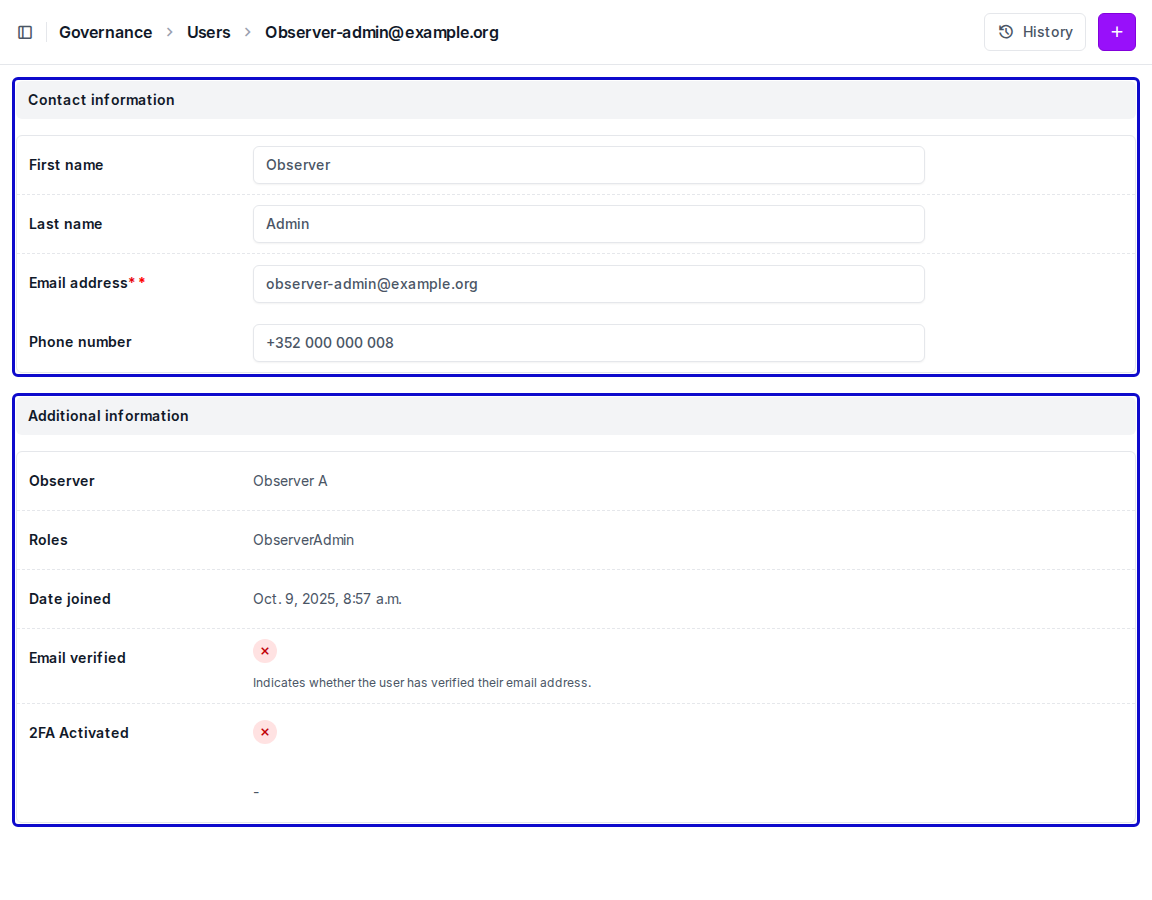 Governance > Users > Observer-admin@example.org
History
+
Contact information
First name
Observer
Last name
Admin
Email address**
observer-admin@example.org
Phone number
+352 000 000 008
Additional information
Observer
Observer A
Roles
ObserverAdmin
Date joined
Oct. 9, 2025, 8:57 a.m.
Email verified
Indicates whether the user has verified their email address.
2FA Activated
-